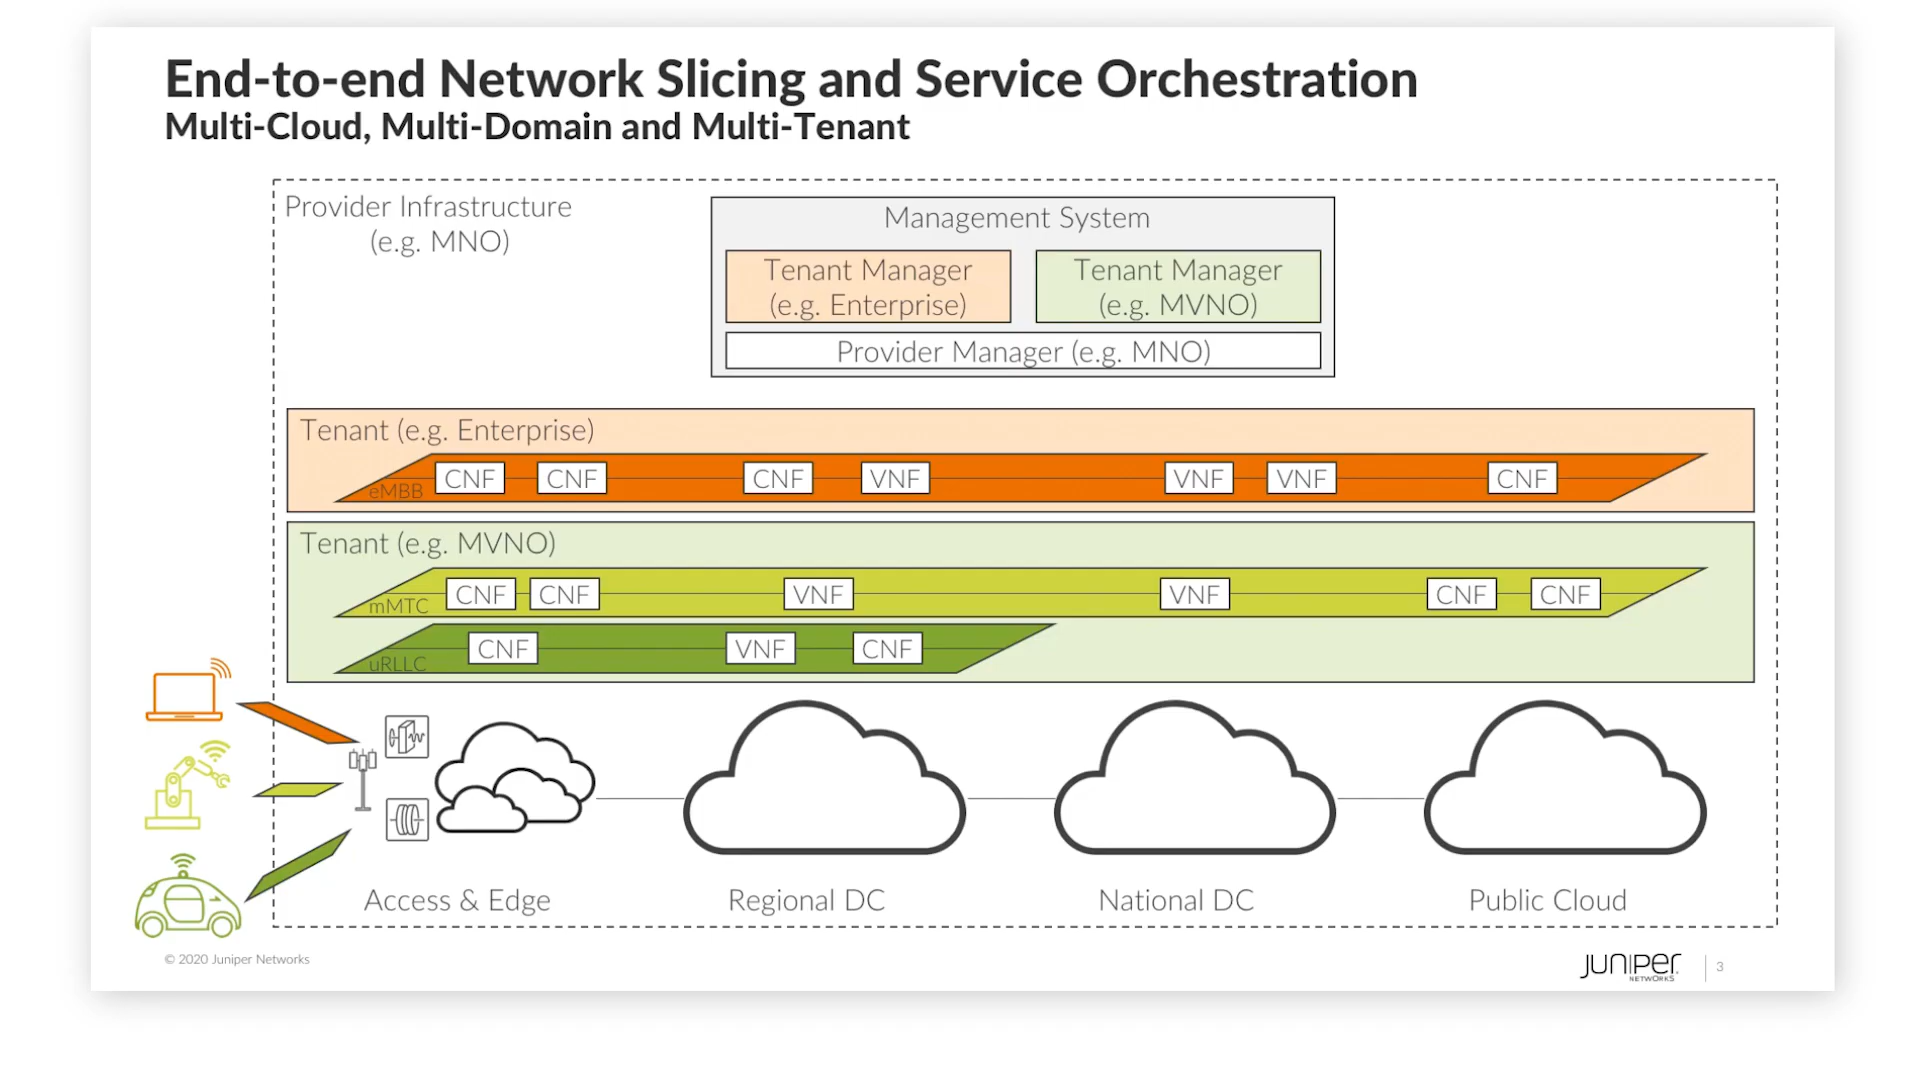 End-to-end Network Slicing and Service Orchestration
Multi-Cloud, Multi-Domain and Multi-Tenant
Provider Infrastructure
(e.g. MNO)
Management System
Tenant Manager
(e.g. Enterprise)
Tenant Manager
(e.g. MVNO)
Provider Manager (e.g. MNO)
Tenant (e.g. Enterprise)
eMBB CNF CNF CNF VNF VNF VNF CNF
Tenant (e.g. MVNO)
mMTC CNF CNF VNF VNF CNF CNF
uRLLC CNF VNF CNF
Access & Edge
Regional DC
National DC
Public Cloud
© 2020 Juniper Networks
JUNIPER
NETWORKS
3